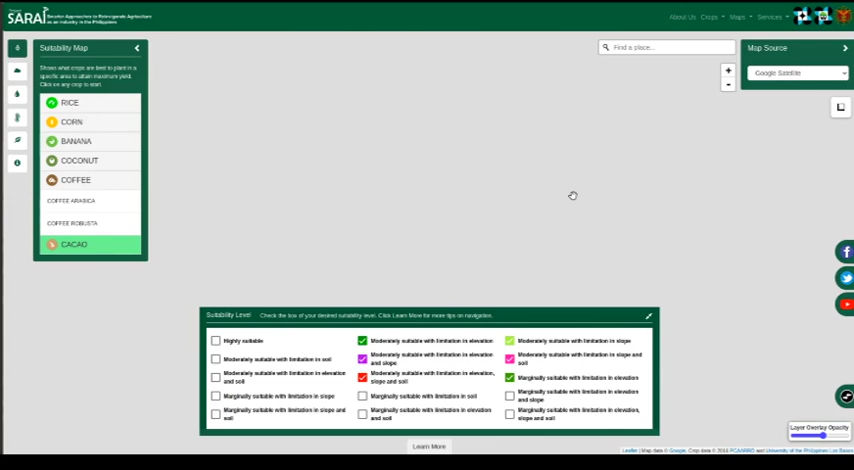 SARAi
Smarter Approaches to Reinvigorate Agriculture
as an Industry in the Philippines
About Us Crops Maps Services
Suitability Map
Shows what crops are best to plant in a
specific area to attain maximum yield.
Click on any crop to start.
RICE
CORN
BANANA
COCONUT
COFFEE
COFFEE ARABICA
COFFEE ROBUSTA
CACAO
Find a place...
+
-
Map Source
Google Satellite
Suitability Level Check the box of your desired suitability level. Click Learn More for more tips on navigation.
Highly suitable
Moderately suitable with limitation in elevation
Moderately suitable with limitation in slope
Moderately suitable with limitation in soil
Moderately suitable with limitation in elevation
and slope
Moderately suitable with limitation in slope and
soil
Moderately suitable with limitation in elevation
and soil
Moderately suitable with limitation in elevation,
slope and soil
Marginally suitable with limitation in elevation
Marginally suitable with limitation in slope
Marginally suitable with limitation in soil
Marginally suitable with limitation in elevation
and slope
Marginally suitable with limitation in slope and
soil
Marginally suitable with limitation in elevation
and soil
Marginally suitable with limitation in elevation,
slope and soil
Learn More
Layer Overlay Opacity
Leaflet | Map data © Google, Crop data © 2014 PCAARRD and University of the Philippines Los Banos